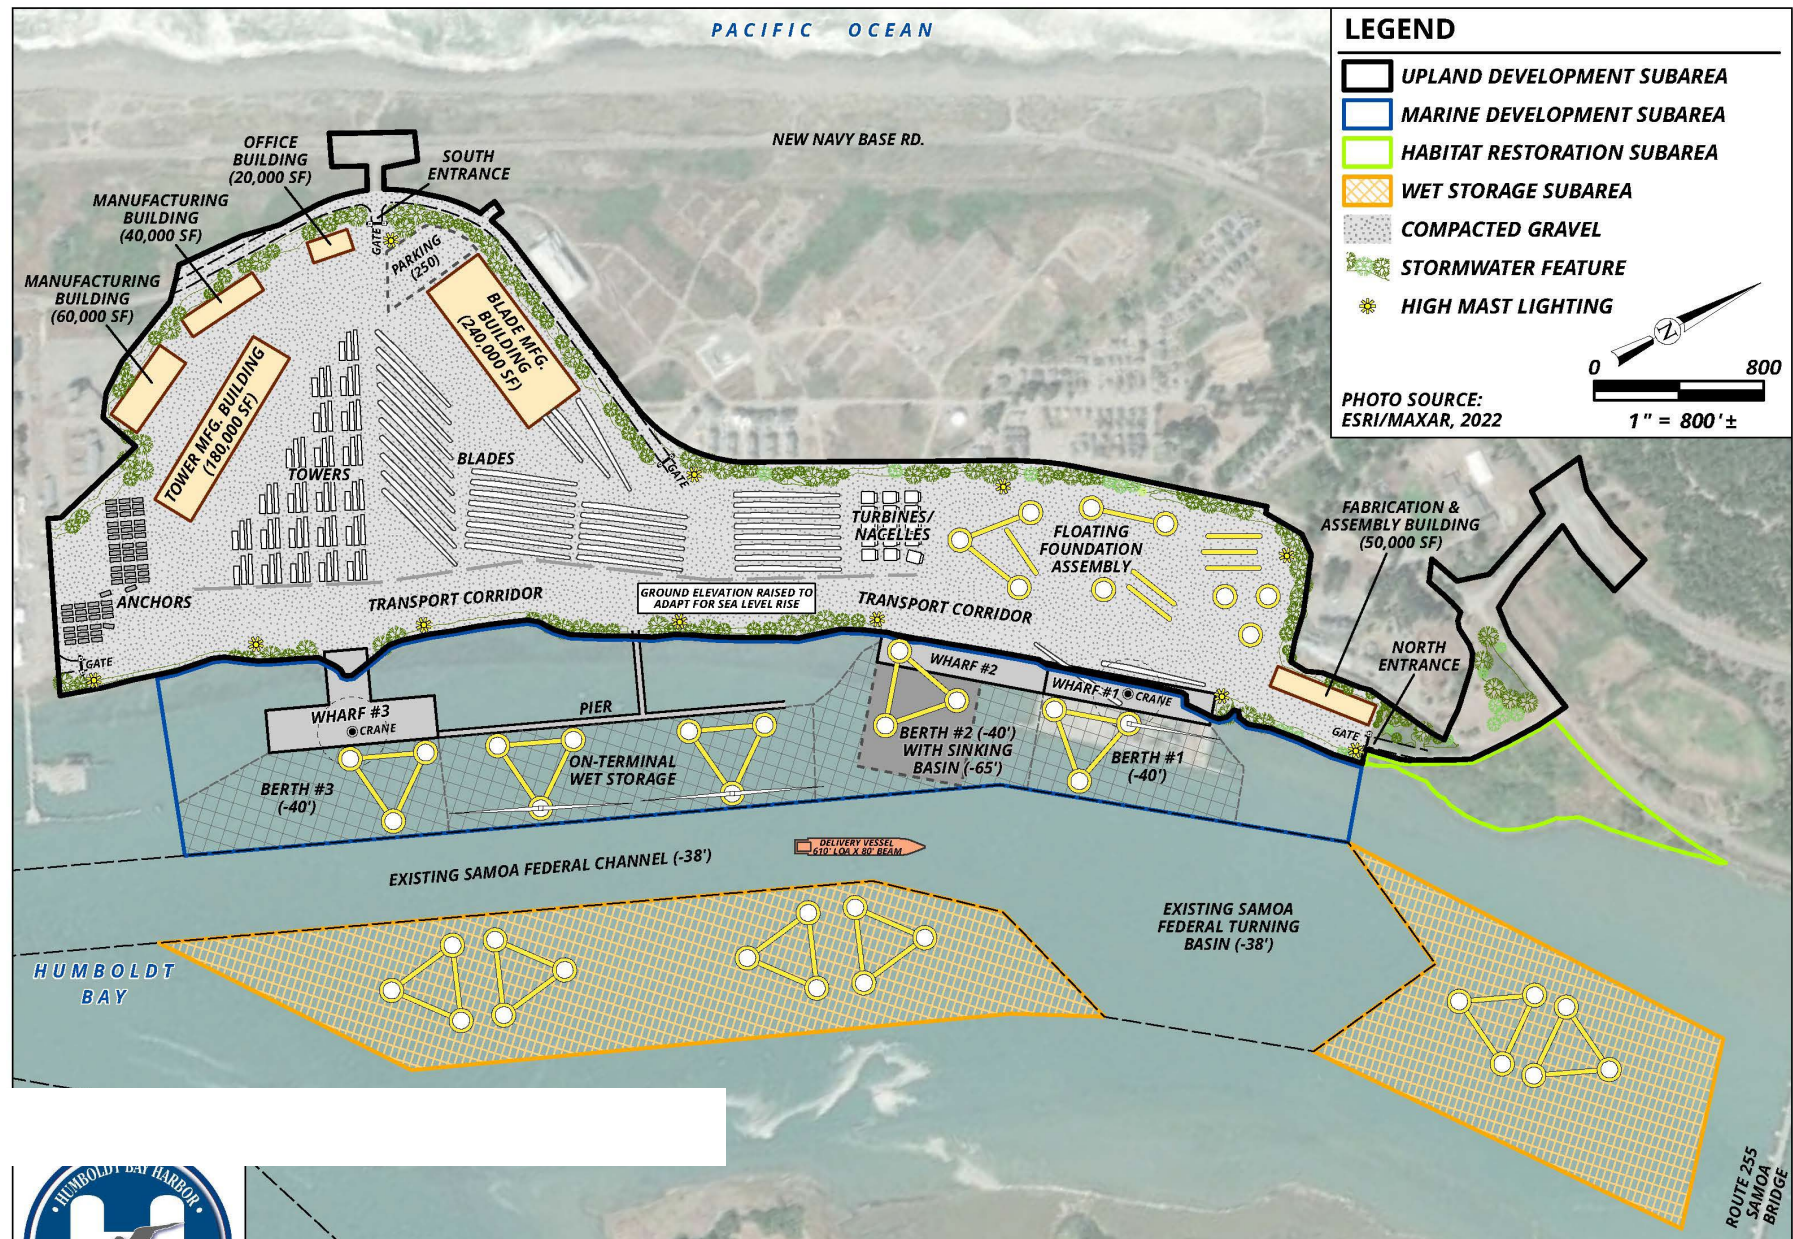 PACIFIC OCEAN
NEW NAVY BASE RD.
LEGEND
UPLAND DEVELOPMENT SUBAREA
MARINE DEVELOPMENT SUBAREA
HABITAT RESTORATION SUBAREA
WET STORAGE SUBAREA
COMPACTED GRAVEL
STORMWATER FEATURE
HIGH MAST LIGHTING
N
0 800
1" = 800'±
PHOTO SOURCE:
ESRI/MAXAR, 2022
OFFICE
BUILDING
(20,000 SF)
SOUTH
ENTRANCE
MANUFACTURING
BUILDING
(40,000 SF)
MANUFACTURING
BUILDING
(60,000 SF)
GATE
PARKING
(250)
BLADE MFG.
BUILDING
(240,000 SF)
TOWER MFG. BUILDING
(180,000 SF)
TOWERS
BLADES
GATE
TURBINES/
NACELLES
FLOATING
FOUNDATION
ASSEMBLY
FABRICATION &
ASSEMBLY BUILDING
(50,000 SF)
ANCHORS
TRANSPORT CORRIDOR
GROUND ELEVATION RAISED TO
ADAPT FOR SEA LEVEL RISE
TRANSPORT CORRIDOR
GATE
NORTH
ENTRANCE
WHARF #2
WHARF #1
CRANE
WHARF #3
CRANE
PIER
GATE
BERTH #2 (-40')
WITH SINKING
BASIN (-65')
BERTH #1
(-40')
ON-TERMINAL
WET STORAGE
BERTH #3
(-40')
DELIVERY VESSEL
610' LOA X 80' BEAM
EXISTING SAMOA FEDERAL CHANNEL (-38')
EXISTING SAMOA
FEDERAL TURNING
BASIN (-38')
HUMBOLDT
BAY
ROUTE 255
SAMOA
BRIDGE
HUMBOLDT BAY HARBOR